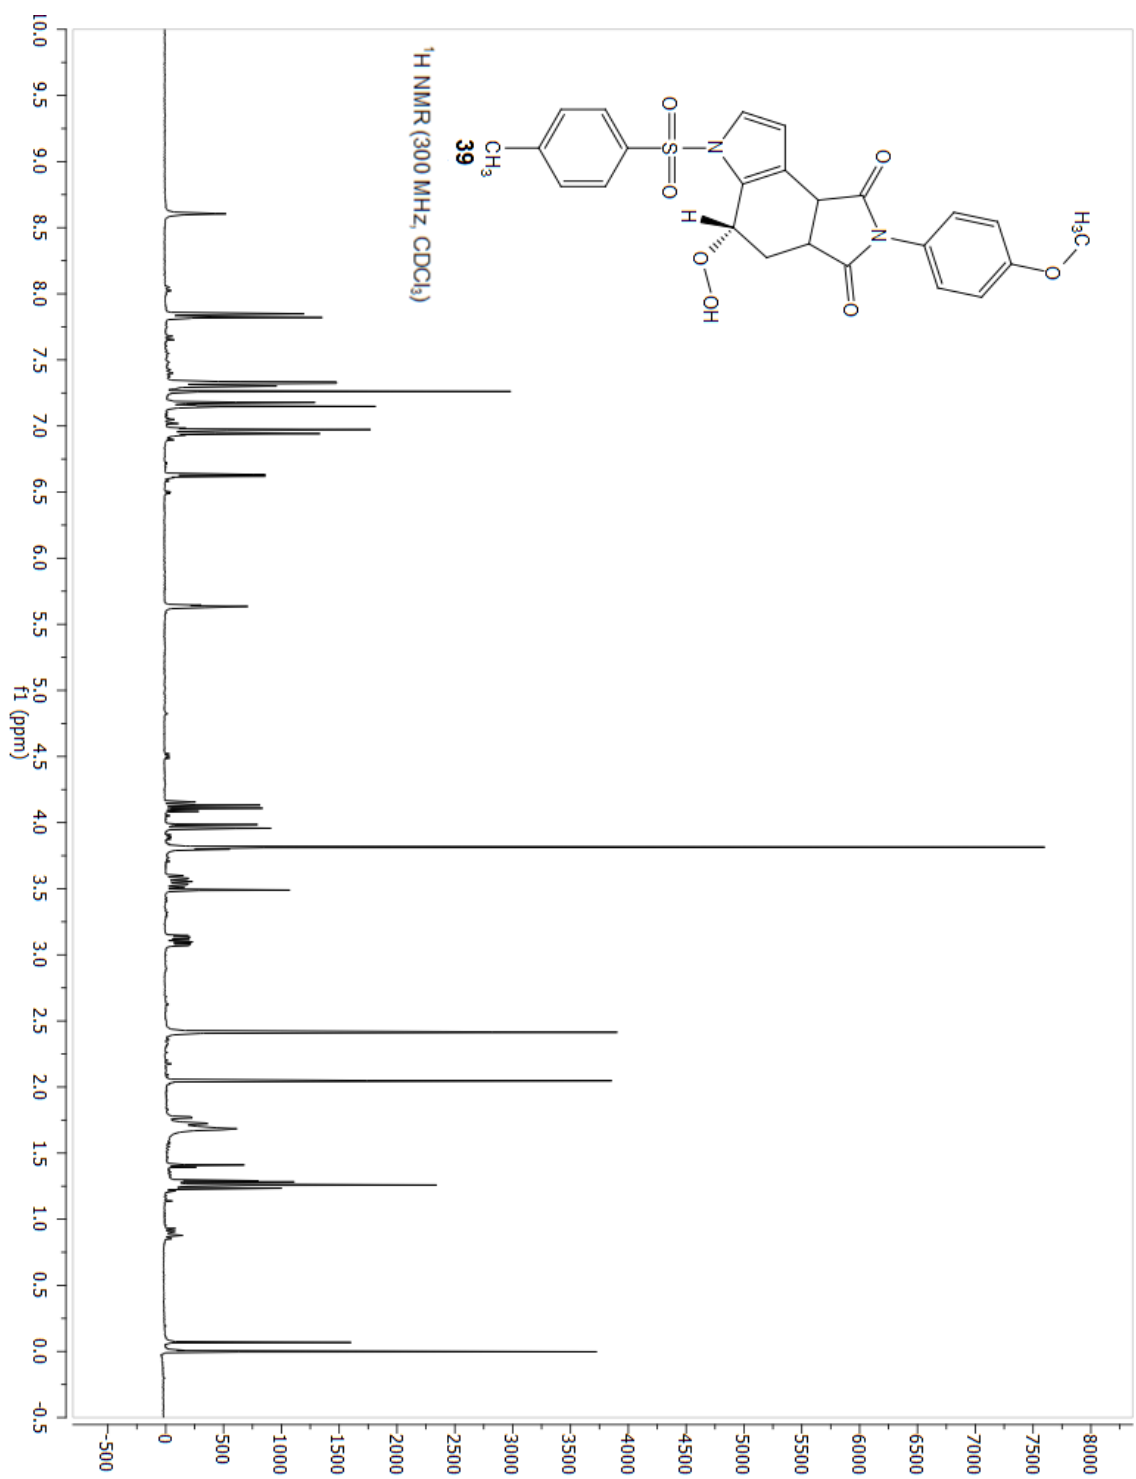 H₃C
O
O
N
O
O
S
O
N
H
O
OH
CH₃
39
¹H NMR (300 MHz, CDCl₃)
8000
7500
7000
6500
6000
5500
5000
4500
4000
3500
3000
2500
2000
1500
1000
500
0
-500
10.0 9.5 9.0 8.5 8.0 7.5 7.0 6.5 6.0 5.5 5.0 4.5 4.0 3.5 3.0 2.5 2.0 1.5 1.0 0.5 0.0 -0.5
f1 (ppm)